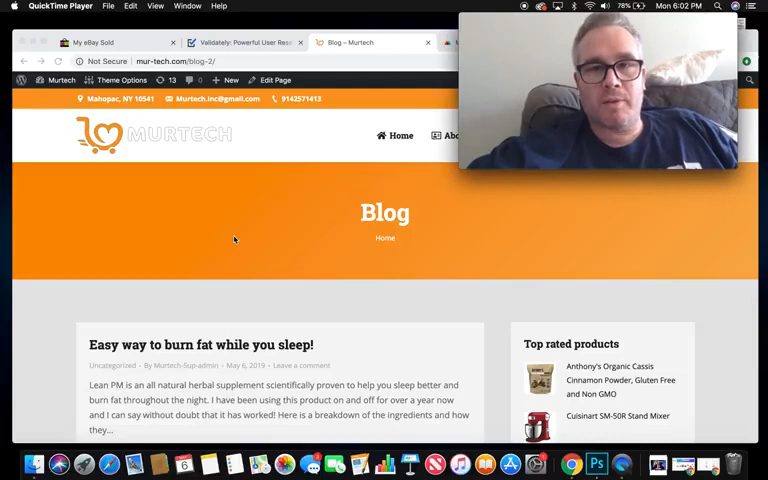 QuickTime Player File Edit View Window Help
78% Mon 6:02 PM
My eBay Sold
Validately: Powerful User Rese
Blog – Murtech
Not Secure | mur-tech.com/blog-2/
Murtech Theme Options 13 0 New Edit Page
Mahopac, NY 10541 Murtech.inc@gmail.com 9142571413
MURTECH
Home
Abo
Blog
Home
Easy way to burn fat while you sleep!
Uncategorized • By Murtech-Sup-admin • May 6, 2019 • Leave a comment
Lean PM is an all natural herbal supplement scientifically proven to help you sleep better and
burn fat throughout the night. I have been using this product on and off for over a year now
and I can say without doubt that it has worked! Here is a breakdown of the ingredients and how
they...
Top rated products
Anthony's Organic Cassis
Cinnamon Powder, Gluten Free
and Non GMO
Cuisinart SM-50R Stand Mixer
6
Ps